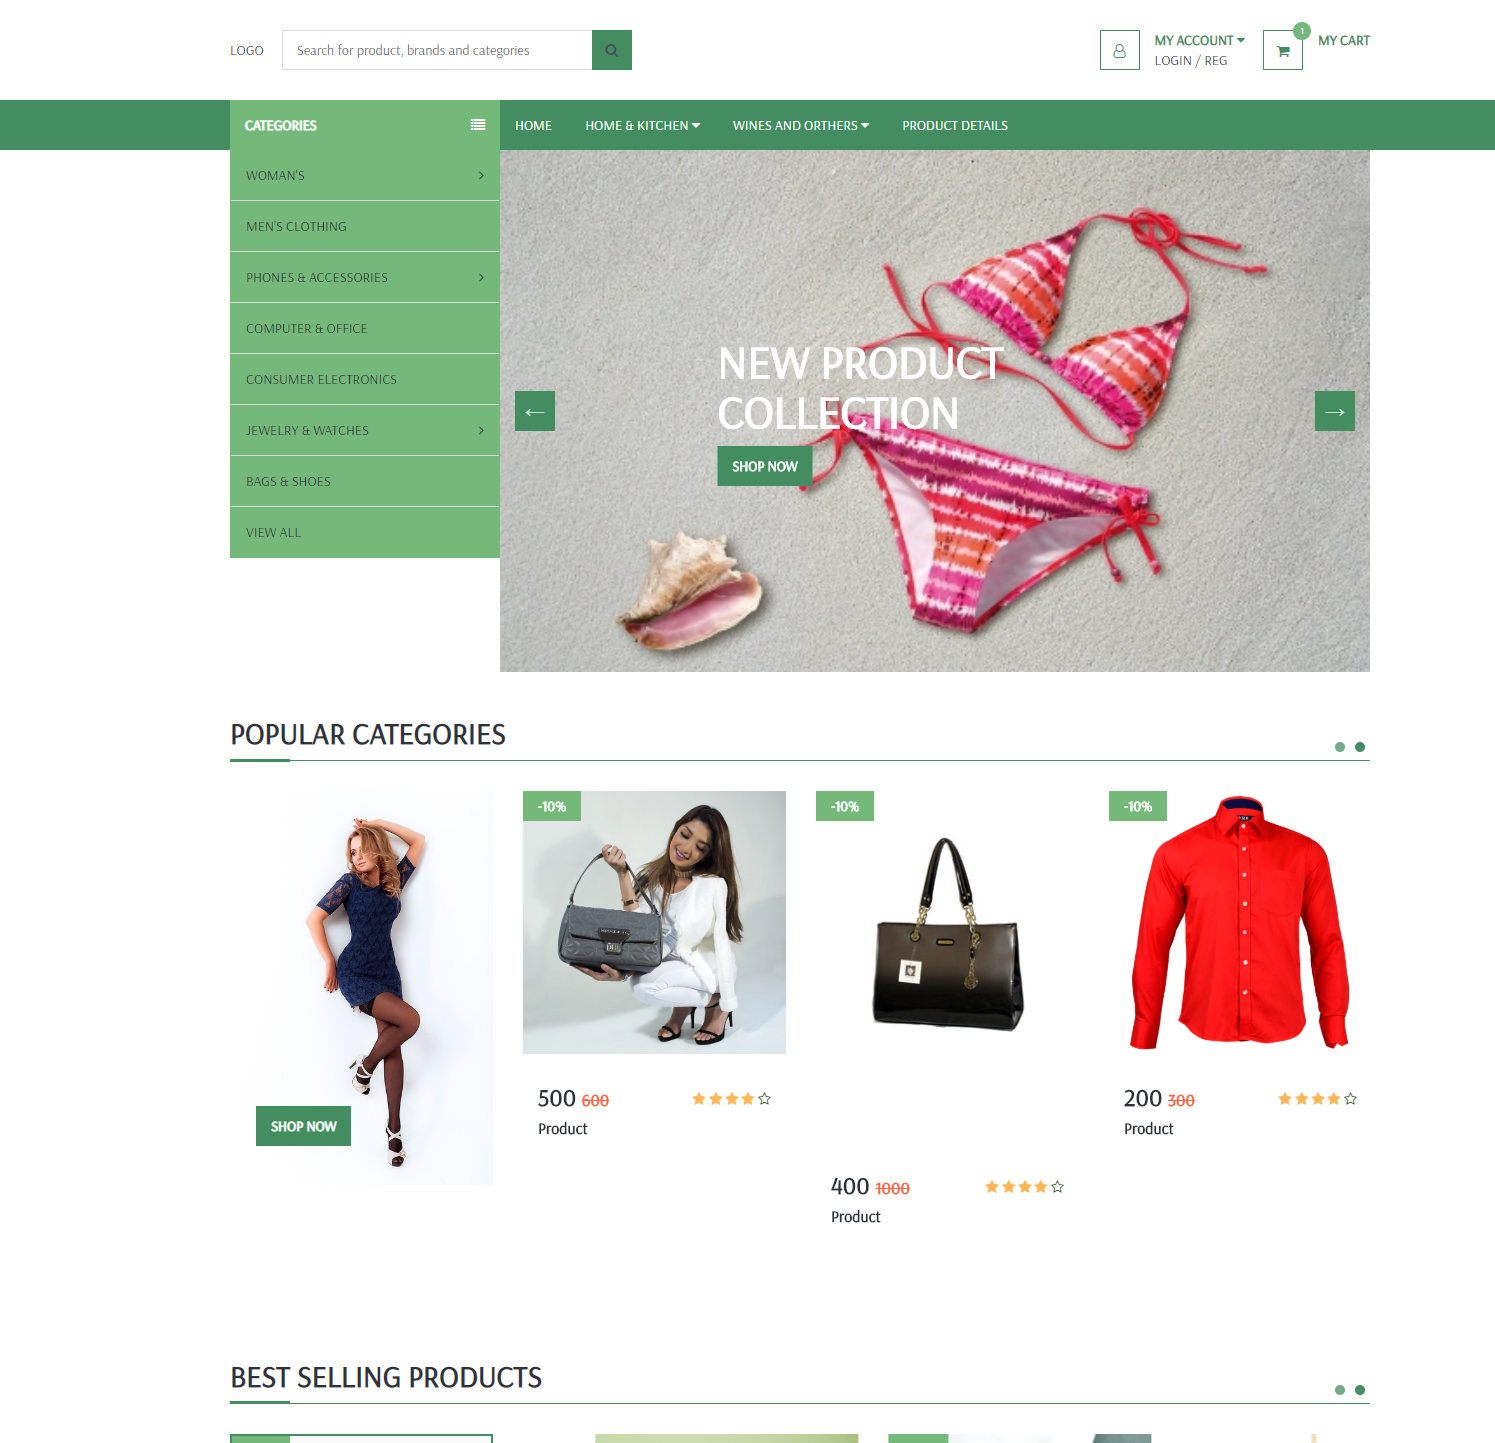 LOGO
Search for product, brands and categories
MY ACCOUNT
LOGIN / REG
1
MY CART
CATEGORIES
HOME
HOME & KITCHEN
WINES AND ORTHERS
PRODUCT DETAILS
WOMAN'S
MEN'S CLOTHING
PHONES & ACCESSORIES
COMPUTER & OFFICE
CONSUMER ELECTRONICS
JEWELRY & WATCHES
BAGS & SHOES
VIEW ALL
NEW PRODUCT
COLLECTION
SHOP NOW
POPULAR CATEGORIES
SHOP NOW
-10%
500 600
Product
-10%
400 1000
Product
-10%
200 300
Product
BEST SELLING PRODUCTS